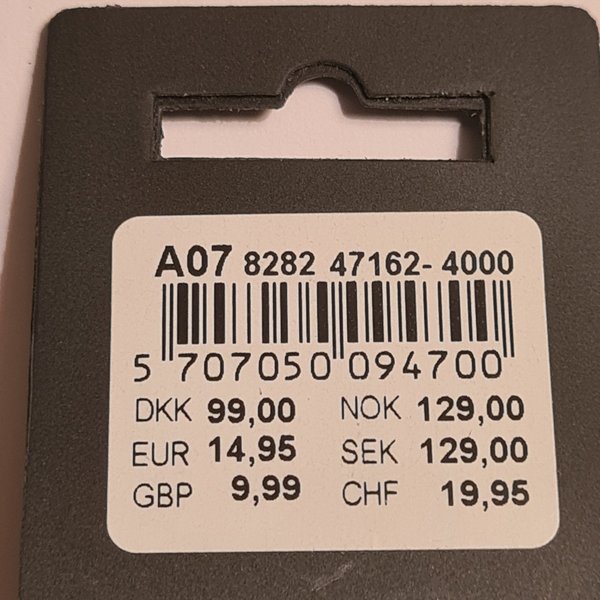 A07 8282 47162- 4000
5 707050 094700
DKK 99,00 NOK 129,00
EUR 14,95 SEK 129,00
GBP 9,99 CHF 19,95